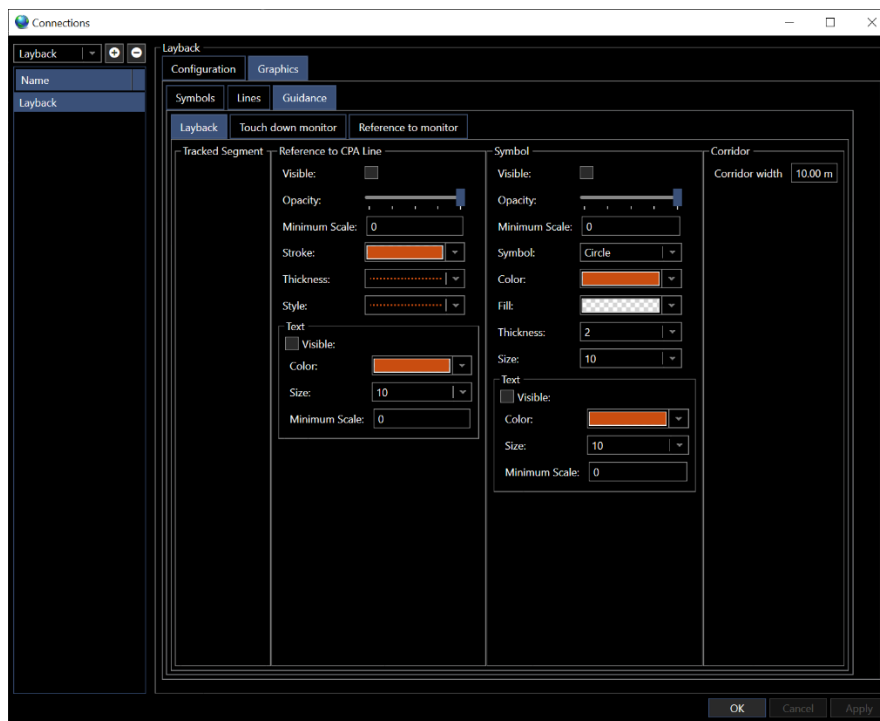 Connections
Layback
Name
Layback
Layback
Configuration Graphics
Symbols Lines Guidance
Layback Touch down monitor Reference to monitor
Tracked Segment
Reference to CPA Line
Visible:
Opacity:
Minimum Scale: 0
Stroke:
Thickness:
Style:
Text
Visible:
Color:
Size: 10
Minimum Scale: 0
Symbol
Visible:
Opacity:
Minimum Scale: 0
Symbol: Circle
Color:
Fill:
Thickness: 2
Size: 10
Text
Visible:
Color:
Size: 10
Minimum Scale: 0
Corridor
Corridor width 10.00 m
OK Cancel Apply